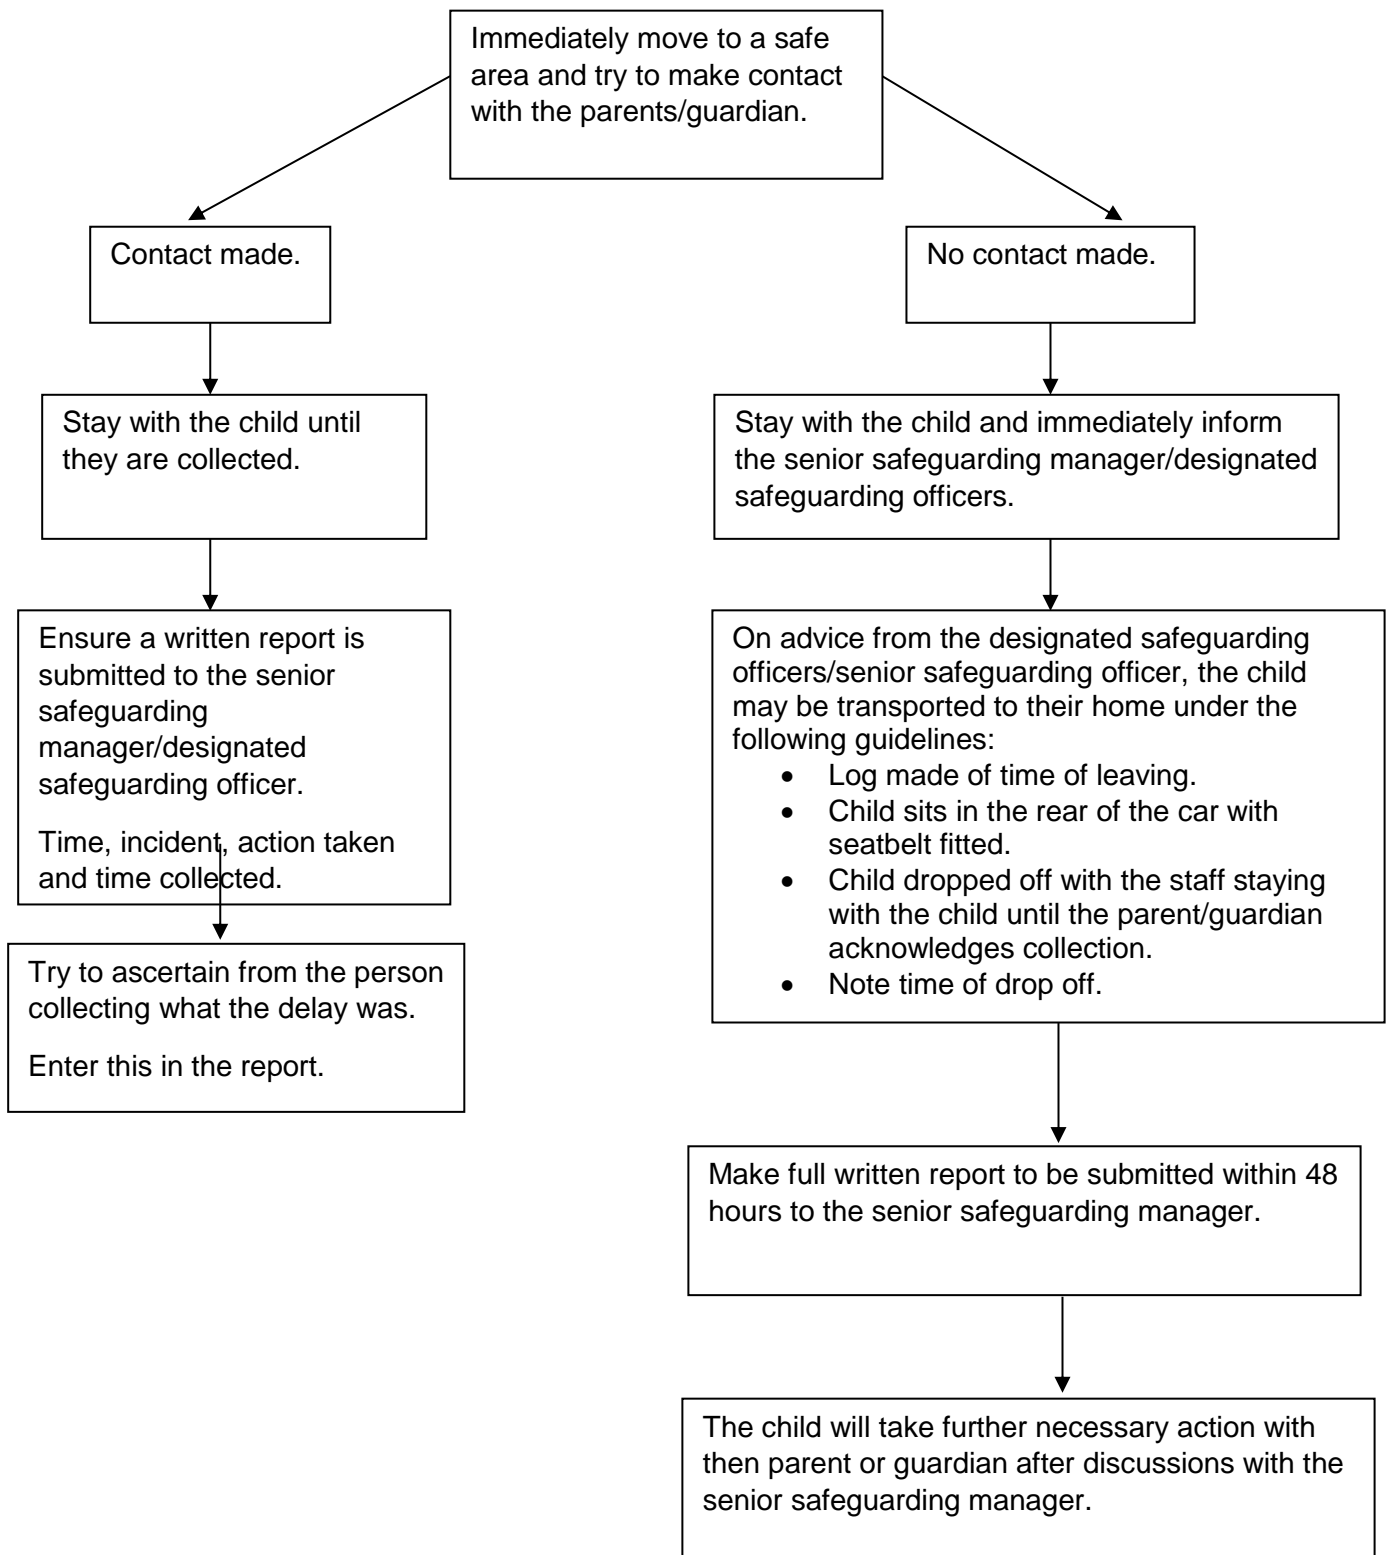 Immediately move to a safe
area and try to make contact
with the parents/guardian.
Contact made.
No contact made.
Stay with the child until
they are collected.
Stay with the child and immediately inform
the senior safeguarding manager/designated
safeguarding officers.
Ensure a written report is
submitted to the senior
safeguarding
manager/designated
safeguarding officer.
Time, incident, action taken
and time collected.
On advice from the designated safeguarding
officers/senior safeguarding officer, the child
may be transported to their home under the
following guidelines:
• Log made of time of leaving.
• Child sits in the rear of the car with
seatbelt fitted.
• Child dropped off with the staff staying
with the child until the parent/guardian
acknowledges collection.
• Note time of drop off.
Try to ascertain from the person
collecting what the delay was.
Enter this in the report.
Make full written report to be submitted within 48
hours to the senior safeguarding manager.
The child will take further necessary action with
then parent or guardian after discussions with the
senior safeguarding manager.